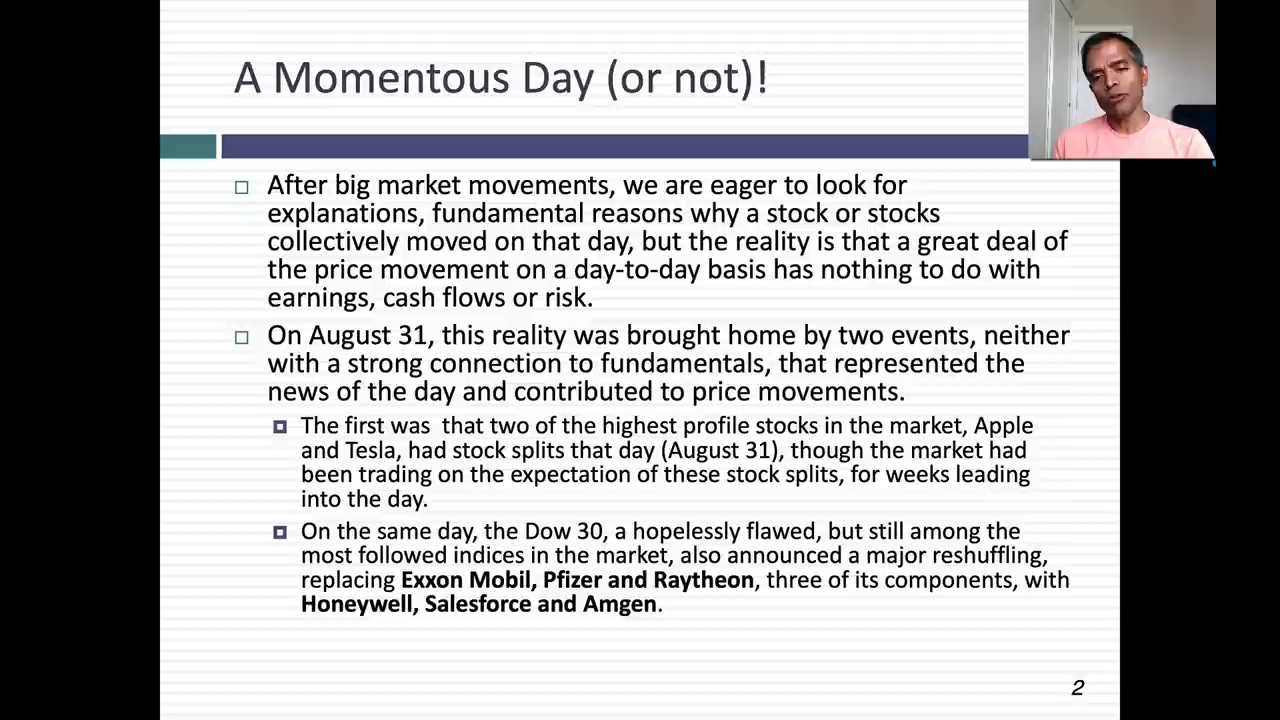 A Momentous Day (or not)!
After big market movements, we are eager to look for
explanations, fundamental reasons why a stock or stocks
collectively moved on that day, but the reality is that a great deal of
the price movement on a day-to-day basis has nothing to do with
earnings, cash flows or risk.
On August 31, this reality was brought home by two events, neither
with a strong connection to fundamentals, that represented the
news of the day and contributed to price movements.
The first was that two of the highest profile stocks in the market, Apple
and Tesla, had stock splits that day (August 31), though the market had
been trading on the expectation of these stock splits, for weeks leading
into the day.
On the same day, the Dow 30, a hopelessly flawed, but still among the
most followed indices in the market, also announced a major reshuffling,
replacing Exxon Mobil, Pfizer and Raytheon, three of its components, with
Honeywell, Salesforce and Amgen.
2